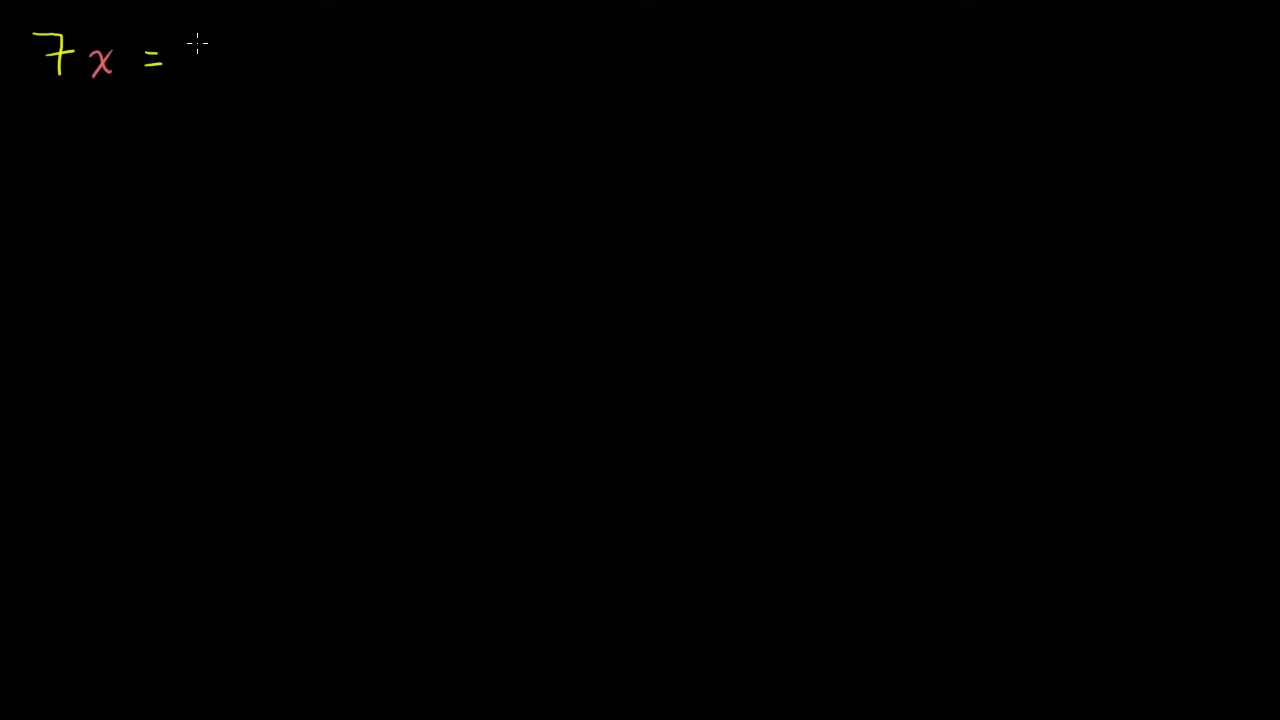 7x =